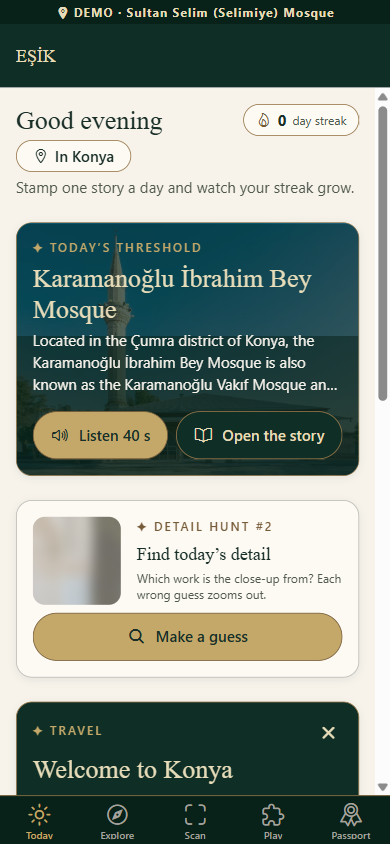 DEMO · Sultan Selim (Selimiye) Mosque
EŞİK
Good evening
0 day streak
In Konya
Stamp one story a day and watch your streak grow.
TODAY'S THRESHOLD
Karamanoğlu İbrahim Bey
Mosque
Located in the Çumra district of Konya, the
Karamanoğlu İbrahim Bey Mosque is also
known as the Karamanoğlu Vakıf Mosque an...
Listen 40 s
Open the story
DETAIL HUNT #2
Find today's detail
Which work is the close-up from? Each
wrong guess zooms out.
Make a guess
TRAVEL
Welcome to Konya
Today
Explore
Scan
Play
Passport